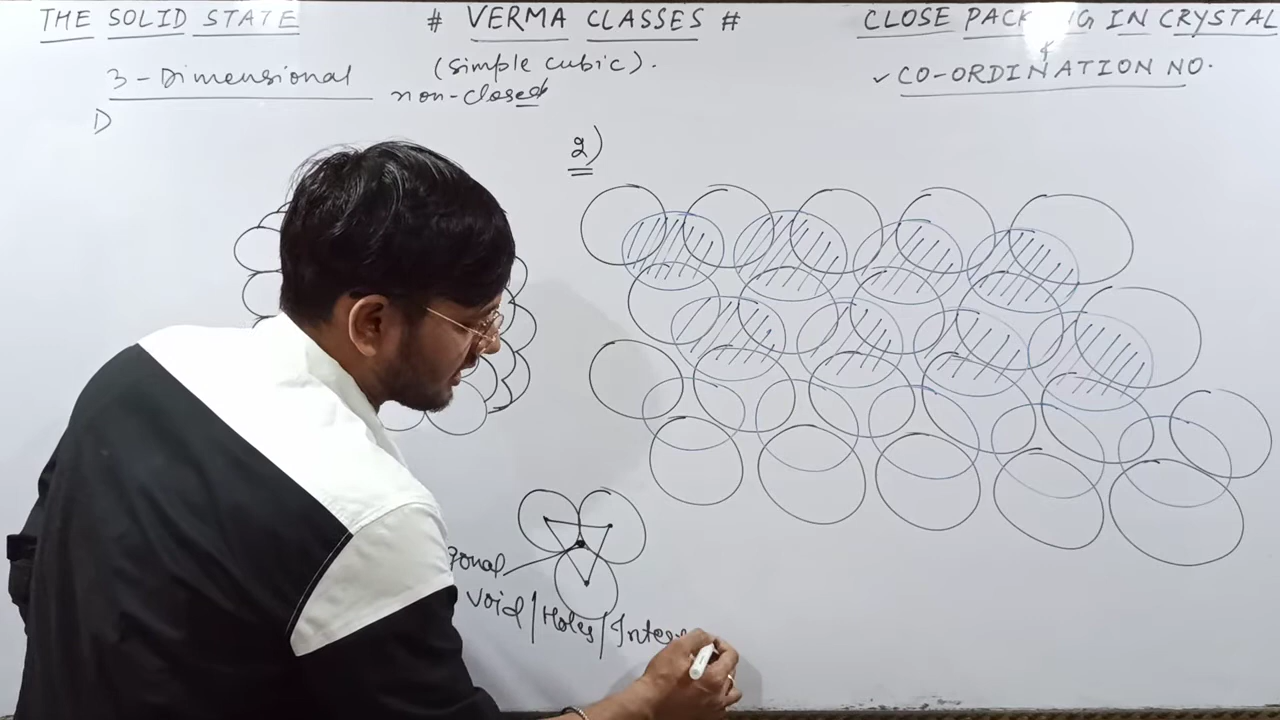 THE SOLID STATE
# VERMA CLASSES #
CLOSE PACK G IN CRYSTAL
&
✓ CO-ORDINATION NO.
3-Dimensional
(simple cubic).
non-closed
2)
gonal
void/Holes/Inters